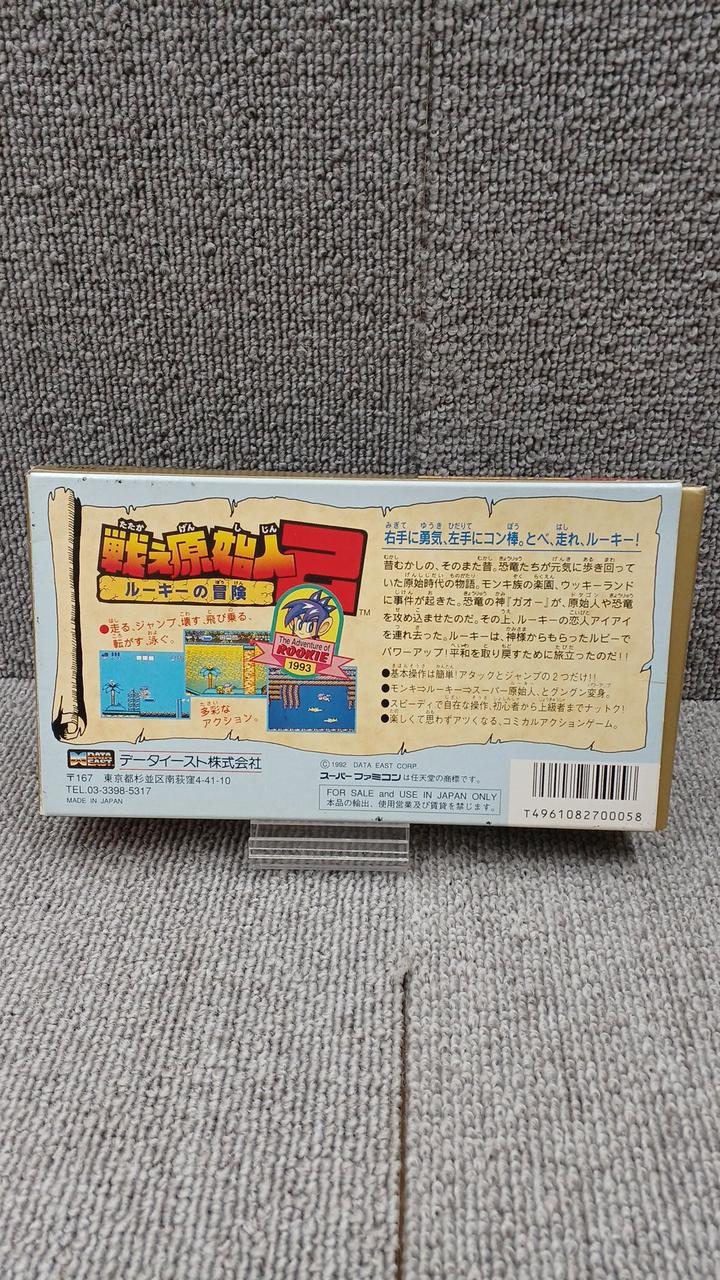 戦え原始人2
TM
ルーキーの冒険
●走る、ジャンプ、壊す、飛び乗る、
転がす、泳ぐ。
The Adventure of
ROOKIE
1993
多彩な
アクション。
右手に勇気、左手にコン棒。とべ、走れ、ルーキー!
昔むかしの、そのまた昔。恐竜たちが元気に歩き回って
いた原始時代の物語。モンキ族の楽園、ウッキーランド
に事件が起きた。恐竜の神『ガオー』が、原始人や恐竜
を攻め込ませたのだ。その上、ルーキーの恋人アイアイ
を連れ去った。ルーキーは、神様からもらったルビーで
パワーアップ!平和を取り戻すために旅立ったのだ!!
●基本操作は簡単!アタックとジャンプの2つだけ!!
●モンキ⇒ルーキー⇒スーパー原始人、とグングン変身。
●スピーディで自在な操作、初心者から上級者までナットク!
●楽しくて思わずアツくなる、コミカルアクションゲーム。
DATA EAST データイースト株式会社
〒167 東京都杉並区南荻窪4-41-10
TEL.03-3398-5317
MADE IN JAPAN
©1992 DATA EAST CORP.
スーパーファミコンは任天堂の商標です。
FOR SALE and USE IN JAPAN ONLY
本品の輸出、使用営業及び賃貸を禁じます。
T4961082700058